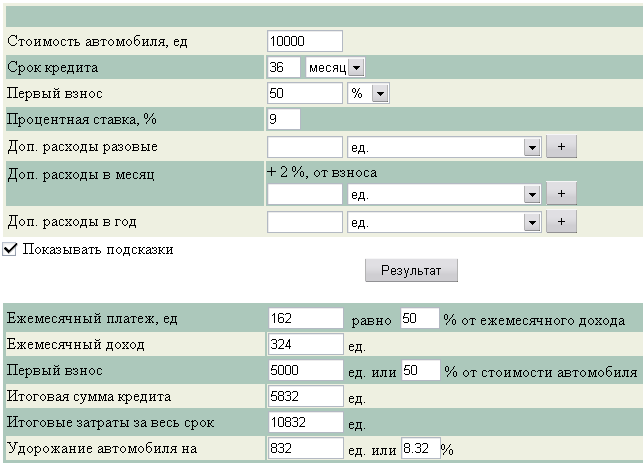 Стоимость автомобиля, ед 10000
Срок кредита 36 месяц
Первый взнос 50 %
Процентная ставка, % 9
Доп. расходы разовые ед. +
Доп. расходы в месяц + 2 %, от взноса
ед. +
Доп. расходы в год ед. +
Показывать подсказки
Результат
Ежемесячный платеж, ед 162 равно 50 % от ежемесячного дохода
Ежемесячный доход 324 ед.
Первый взнос 5000 ед. или 50 % от стоимости автомобиля
Итоговая сумма кредита 5832 ед.
Итоговые затраты за весь срок 10832 ед.
Удорожание автомобиля на 832 ед. или 8.32 %